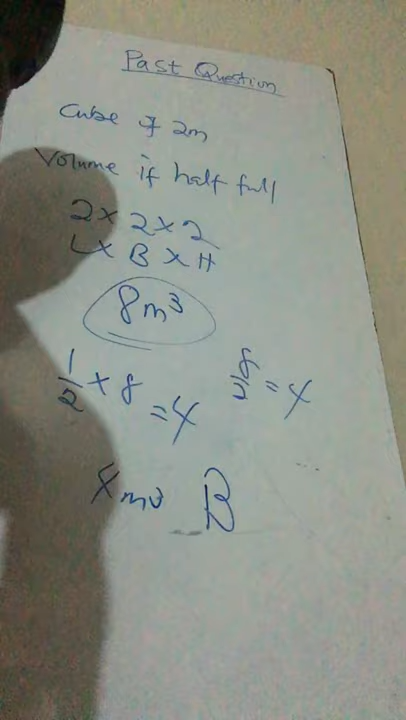 Past Question
Cube of 2m
Volume if half full
2 x 2 x 2
L x B x H
8m³
1/2 x 8 = 4
8/2 = 4
4m³ B